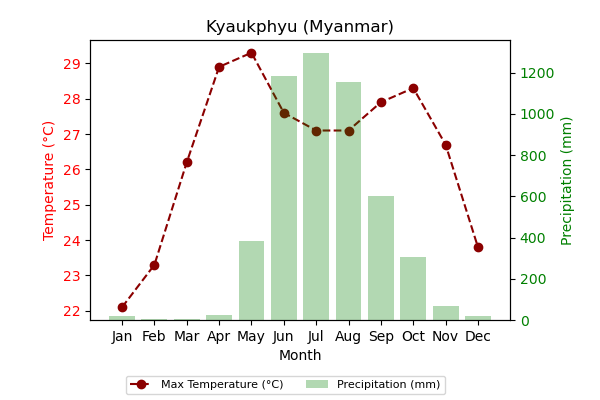 Kyaukphyu (Myanmar)
29
28
27
26
25
24
23
22
Temperature (°C)
1200
1000
800
600
400
200
0
Precipitation (mm)
Jan Feb Mar Apr May Jun Jul Aug Sep Oct Nov Dec
Month
Max Temperature (°C) Precipitation (mm)